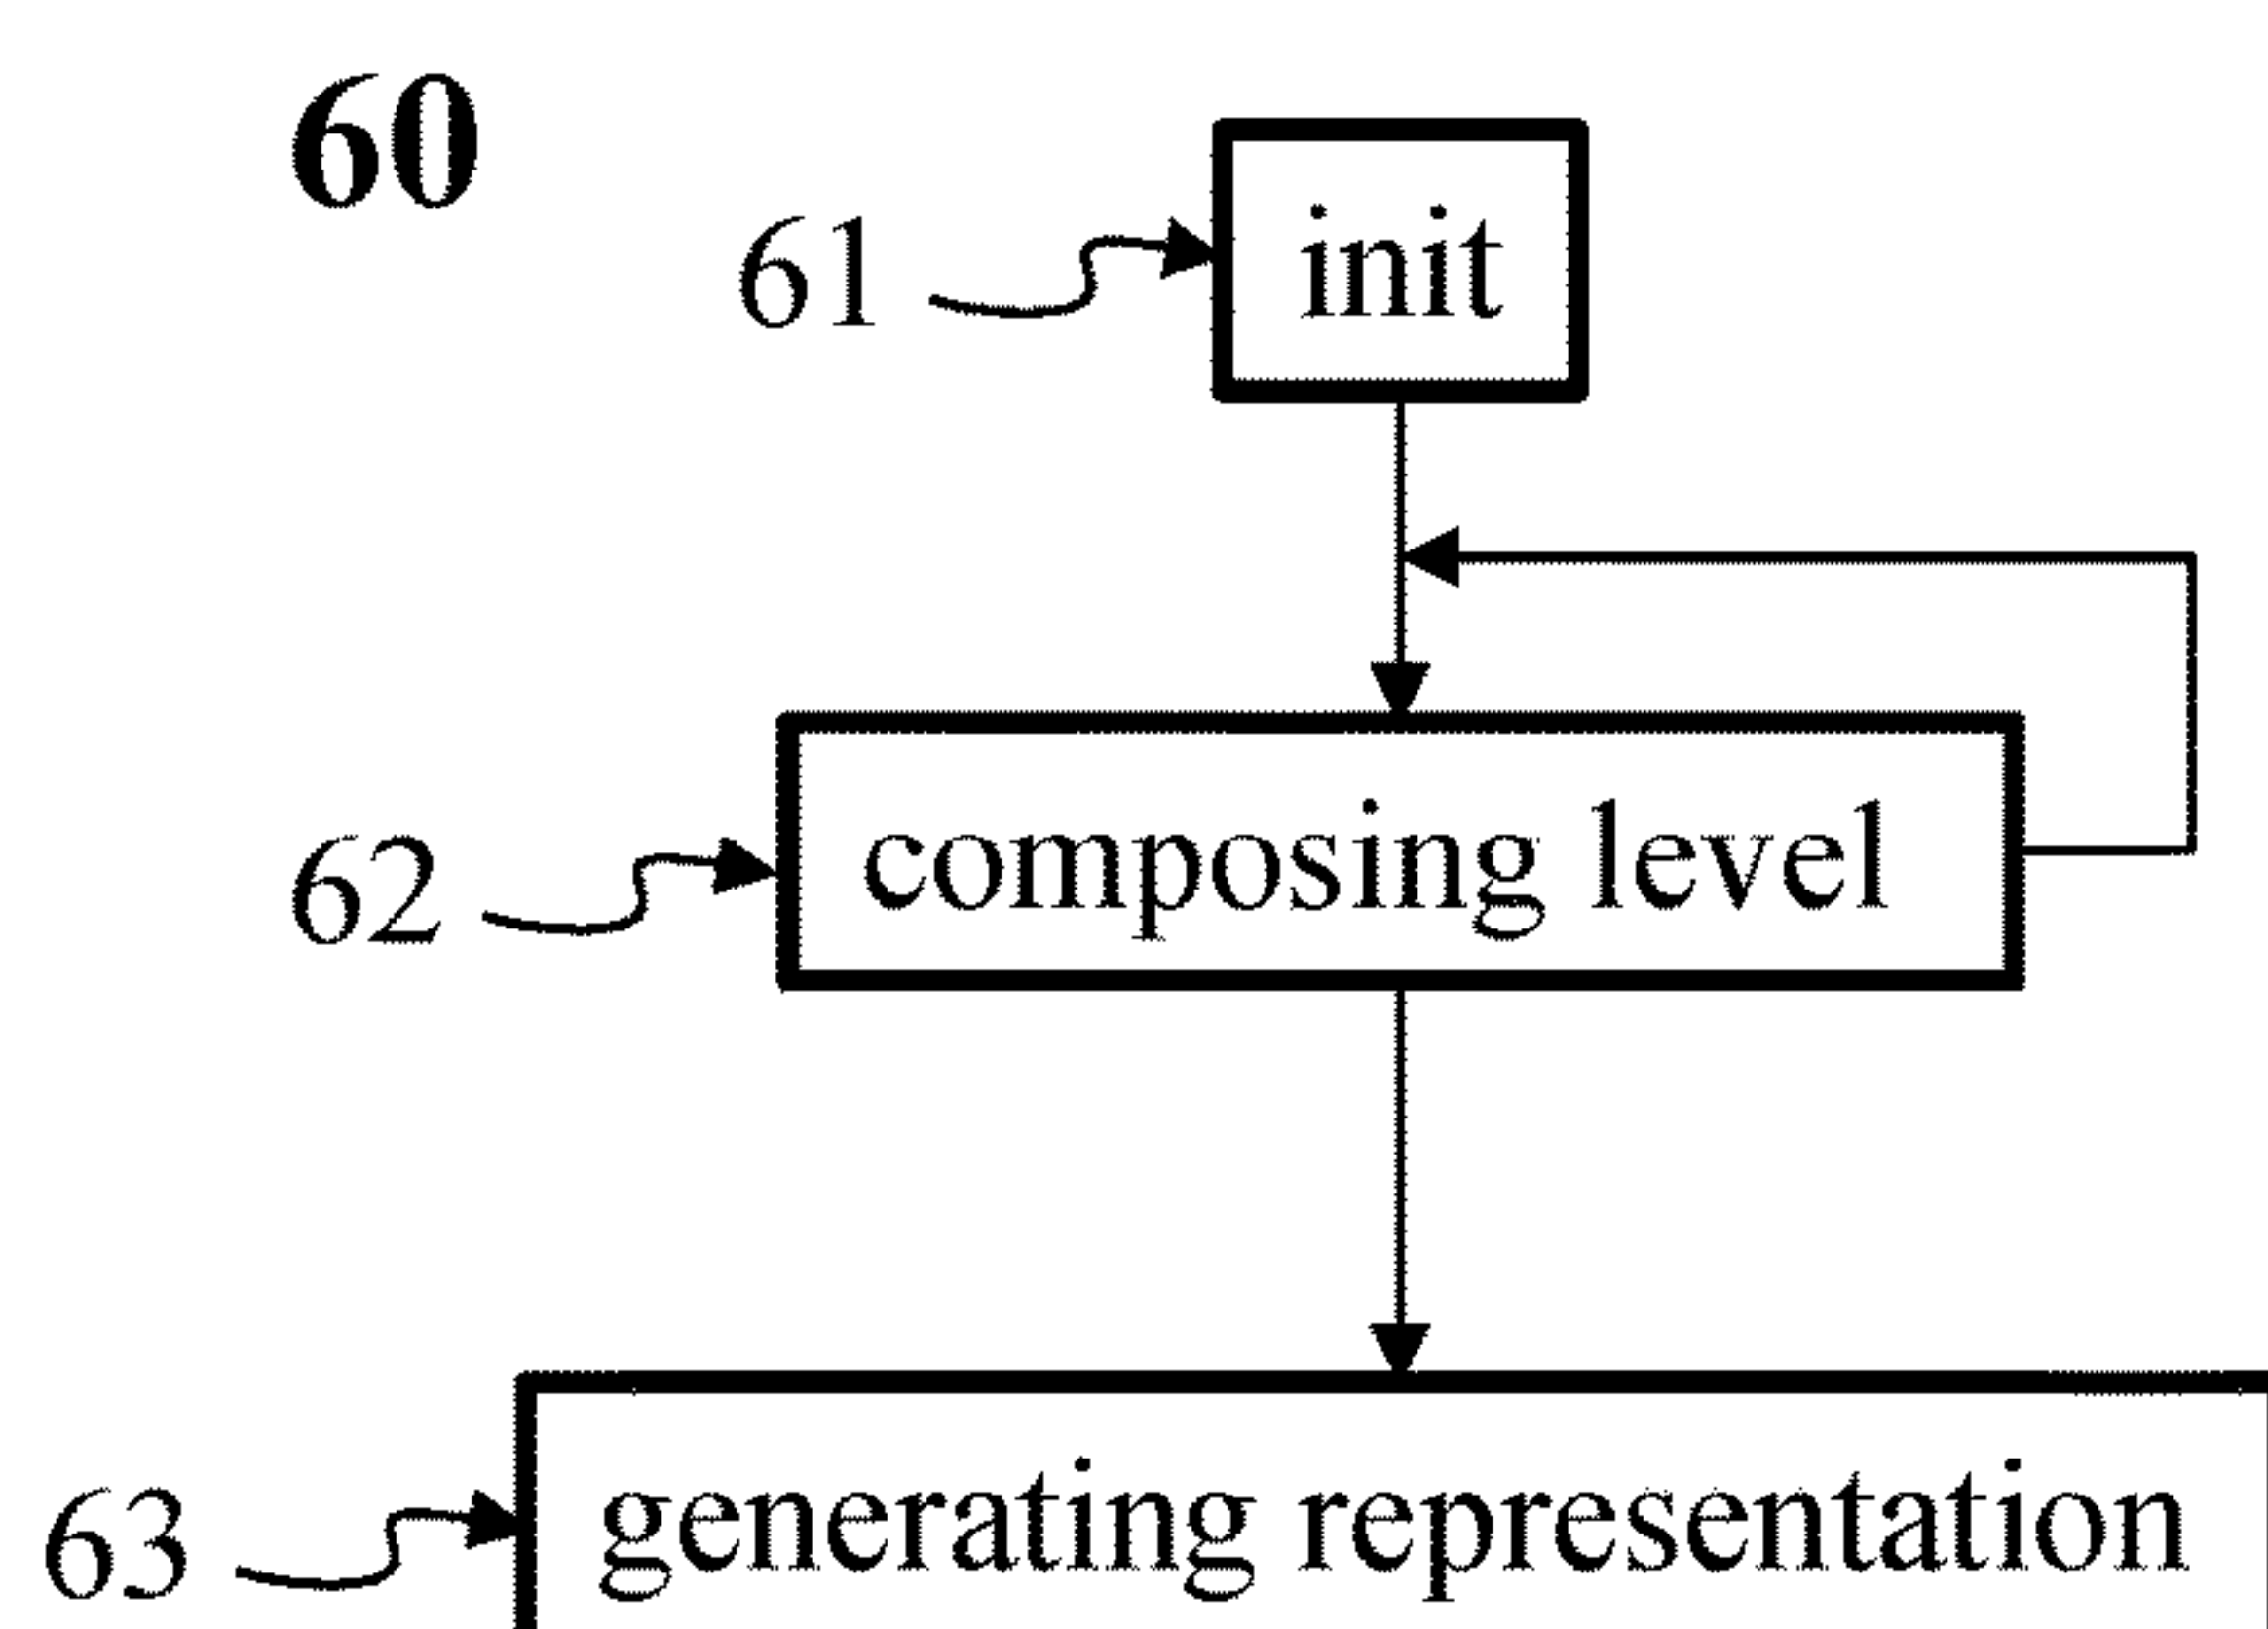 60
61
init
62
composing level
63
generating representation